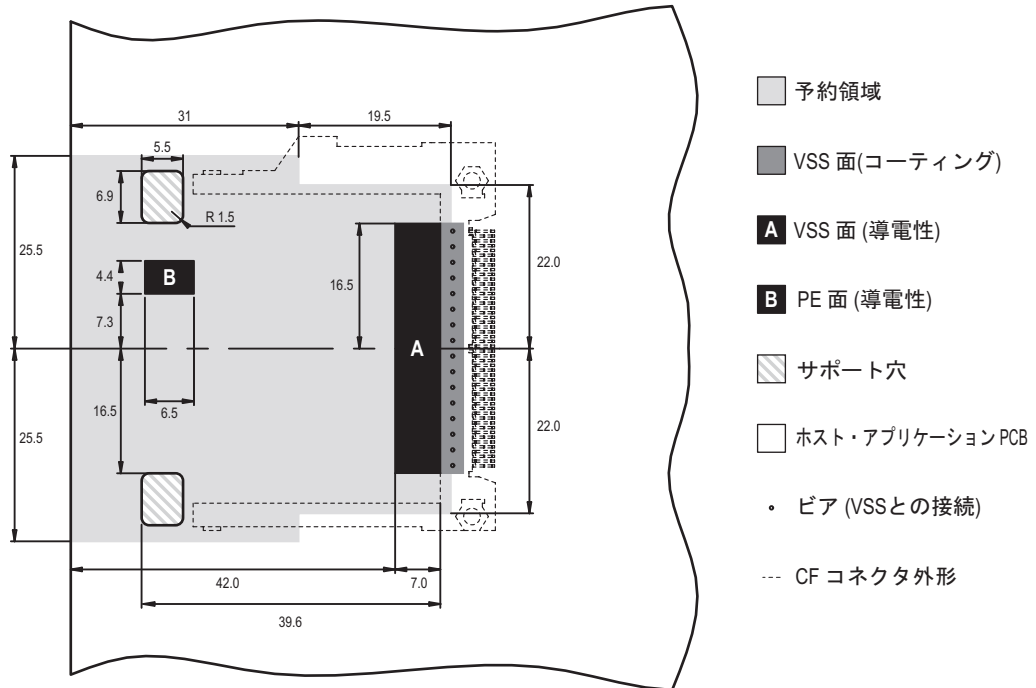 31
19.5
5.5
6.9
R 1.5
25.5
4.4
B
7.3
16.5
22.0
A
16.5
6.5
25.5
22.0
42.0
7.0
39.6
予約領域
VSS 面(コーティング)
A VSS 面 (導電性)
B PE 面 (導電性)
サポート穴
ホスト・アプリケーション PCB
ビア (VSSとの接続)
CF コネクタ外形